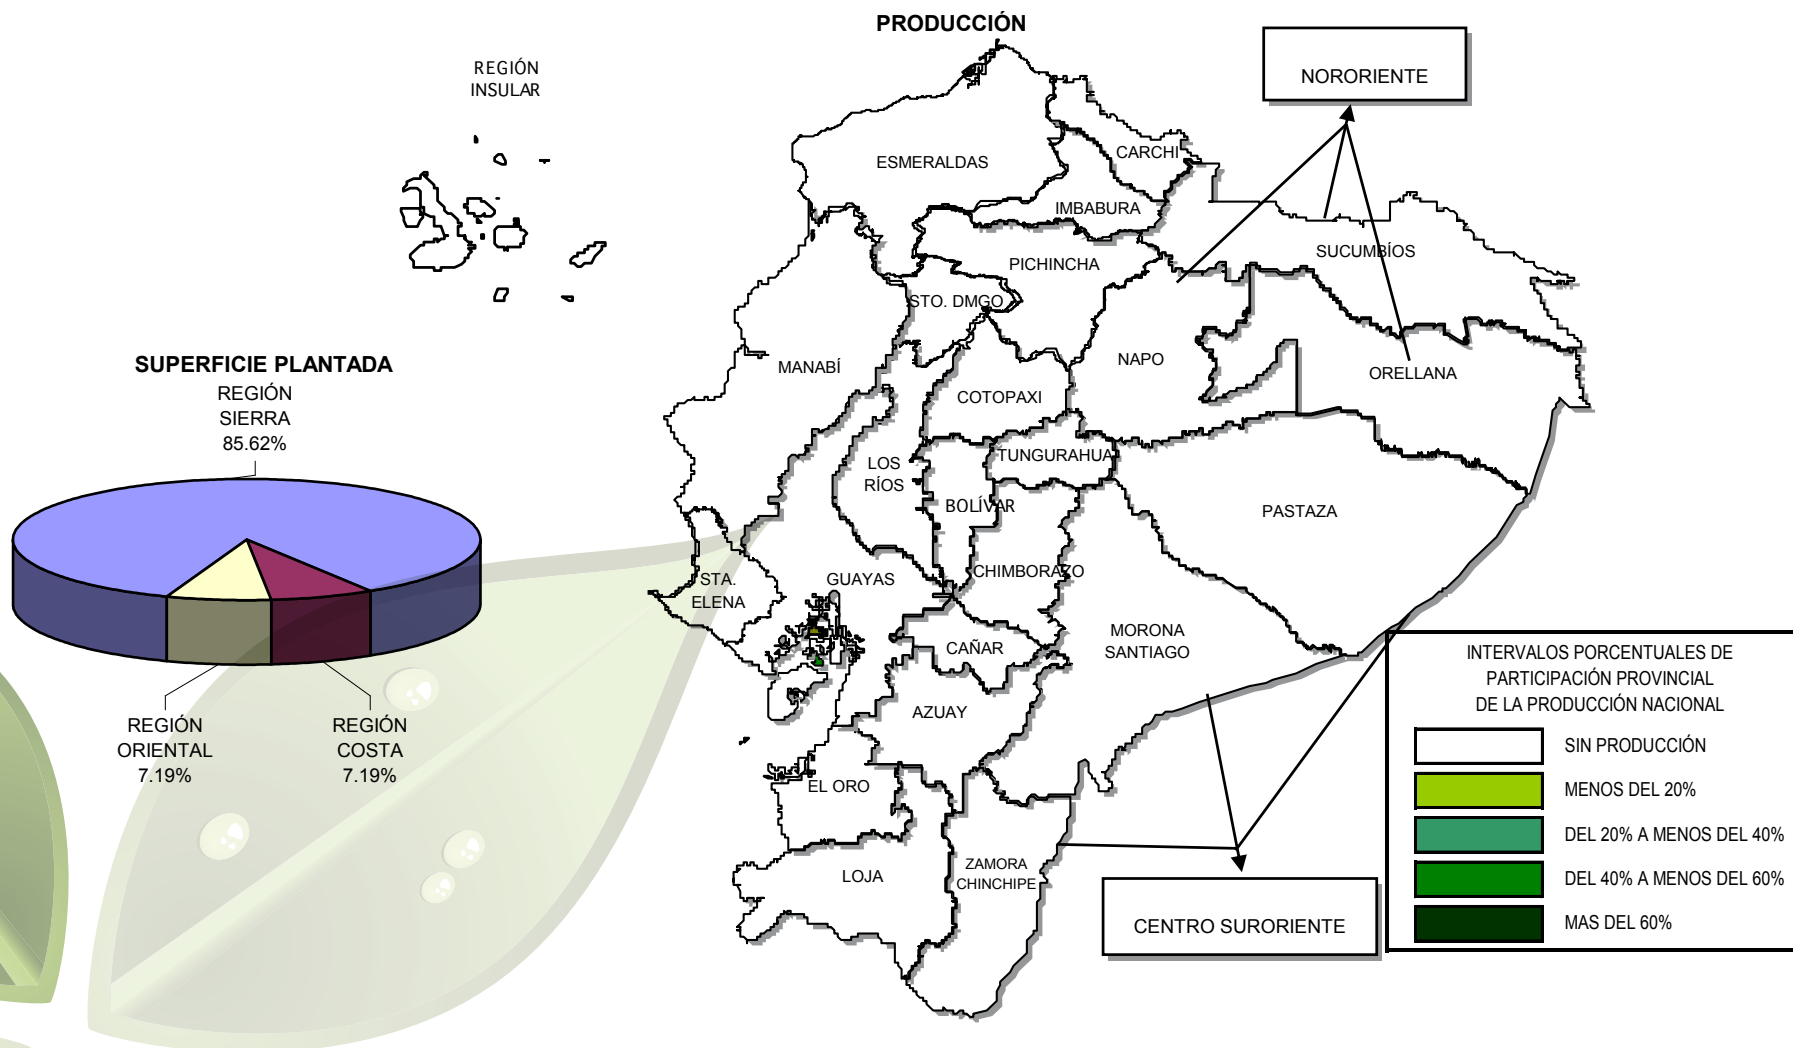 PRODUCCIÓN
REGIÓN
INSULAR
NORORIENTE
ESMERALDAS
CARCHI
IMBABURA
SUCUMBÍOS
PICHINCHA
STO. DMGO
MANABÍ
NAPO
ORELLANA
COTOPAXI
TUNGURAHUA
LOS
RÍOS
BOLÍVAR
PASTAZA
CHIMBORAZO
STA.
ELENA
GUAYAS
CAÑAR
MORONA
SANTIAGO
AZUAY
EL ORO
LOJA
ZAMORA
CHINCHIPE
CENTRO SURORIENTE
SUPERFICIE PLANTADA
REGIÓN
SIERRA
85.62%
REGIÓN
ORIENTAL
7.19%
REGIÓN
COSTA
7.19%
INTERVALOS PORCENTUALES DE
PARTICIPACIÓN PROVINCIAL
DE LA PRODUCCIÓN NACIONAL
SIN PRODUCCIÓN
MENOS DEL 20%
DEL 20% A MENOS DEL 40%
DEL 40% A MENOS DEL 60%
MAS DEL 60%